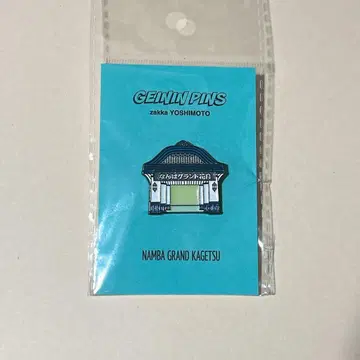 GEININ PINS
zakka YOSHIMOTO
なんばグランド花月
NAMBA GRAND KAGETSU